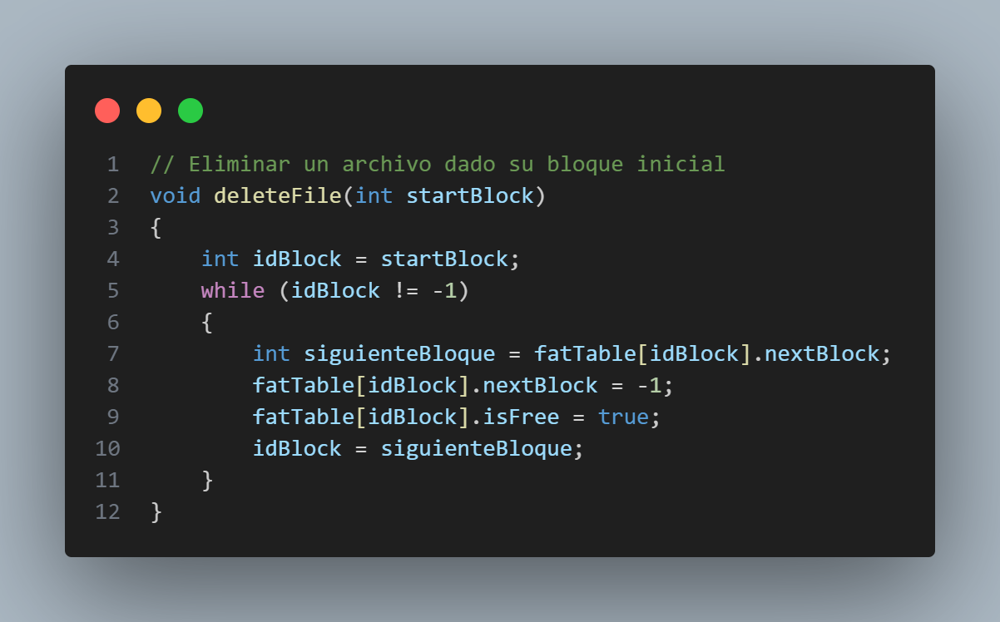 1 // Eliminar un archivo dado su bloque inicial
2 void deleteFile(int startBlock)
3 {
4     int idBlock = startBlock;
5     while (idBlock != -1)
6     {
7         int siguienteBloque = fatTable[idBlock].nextBlock;
8         fatTable[idBlock].nextBlock = -1;
9         fatTable[idBlock].isFree = true;
10         idBlock = siguienteBloque;
11     }
12 }